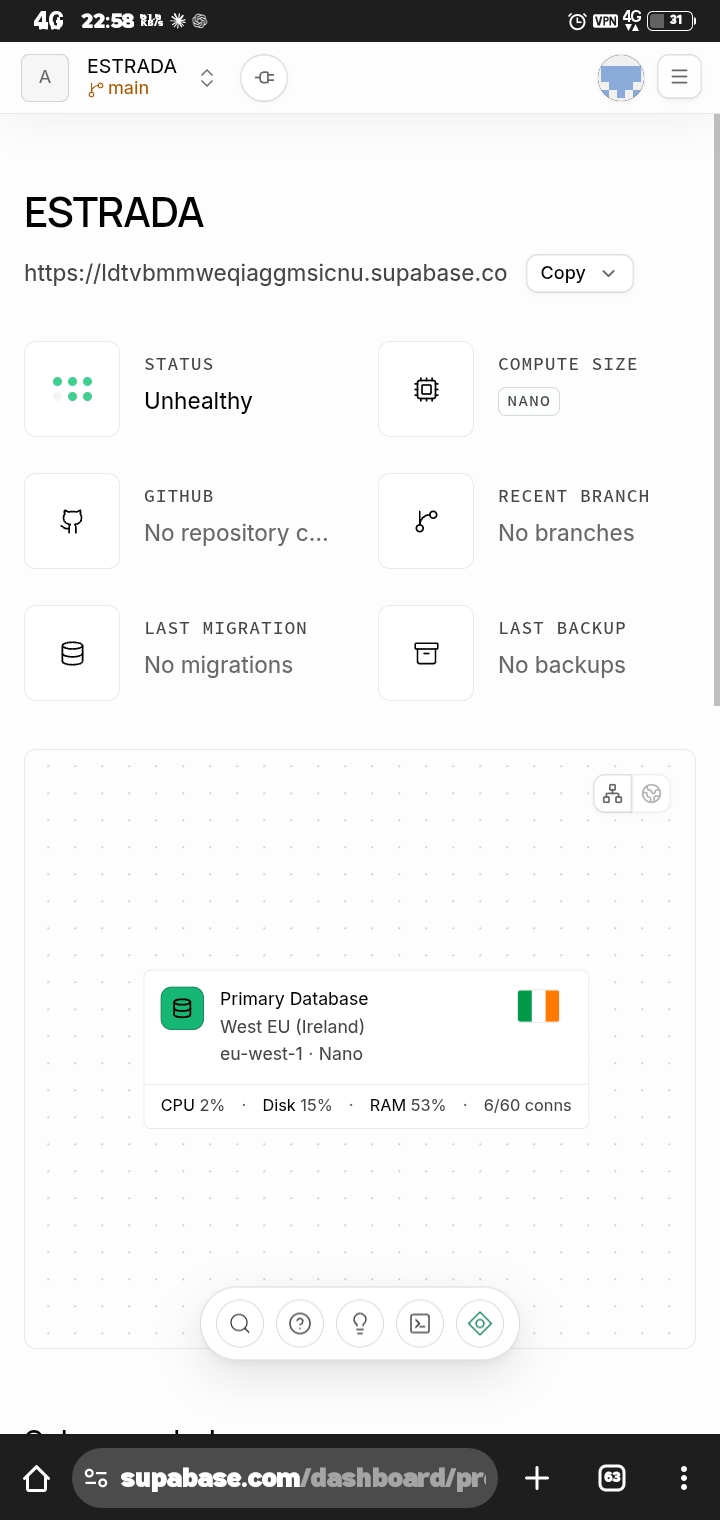 4G 22:58 VPN 4G 31
A ESTRADA
main
ESTRADA
https://ldtvbmmweqiaggmsicnu.supabase.co Copy
STATUS
Unhealthy
COMPUTE SIZE
NANO
GITHUB
No repository c...
RECENT BRANCH
No branches
LAST MIGRATION
No migrations
LAST BACKUP
No backups
Primary Database
West EU (Ireland)
eu-west-1 · Nano
CPU 2% · Disk 15% · RAM 53% · 6/60 conns
supabase.com/dashboard/pr 63